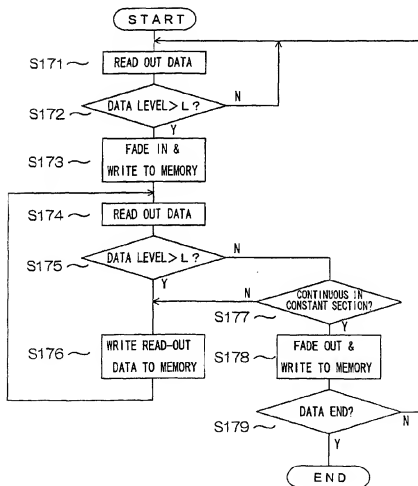 START
S171
READ OUT DATA
S172
DATA LEVEL>L?
N
Y
S173
FADE IN &
WRITE TO MEMORY
S174
READ OUT DATA
S175
DATA LEVEL>L?
N
Y
N
CONTINUOUS IN
CONSTANT SECTION?
S177
Y
S176
WRITE READ-OUT
DATA TO MEMORY
S178
FADE OUT &
WRITE TO MEMORY
DATA END?
S179
N
Y
END